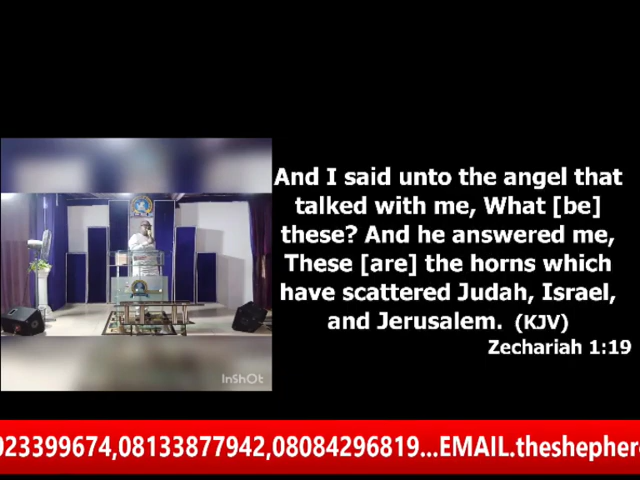 And I said unto the angel that
talked with me, What [be]
these? And he answered me,
These [are] the horns which
have scattered Judah, Israel,
and Jerusalem. (KJV)
Zechariah 1:19
InShOt
023399674,08133877942,08084296819...EMAIL.theshepher